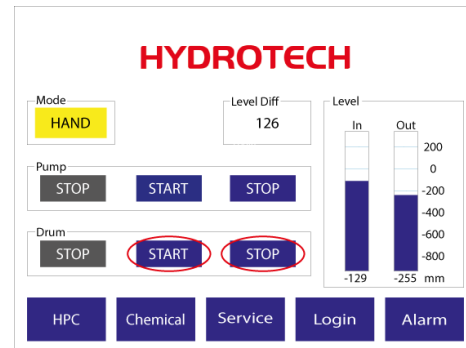 HYDROTECH
Mode
HAND
Level Diff
126
Level
In Out
200
0
-200
-400
-600
-800
-129 -255 mm
Pump
STOP START STOP
Drum
STOP START STOP
HPC Chemical Service Login Alarm